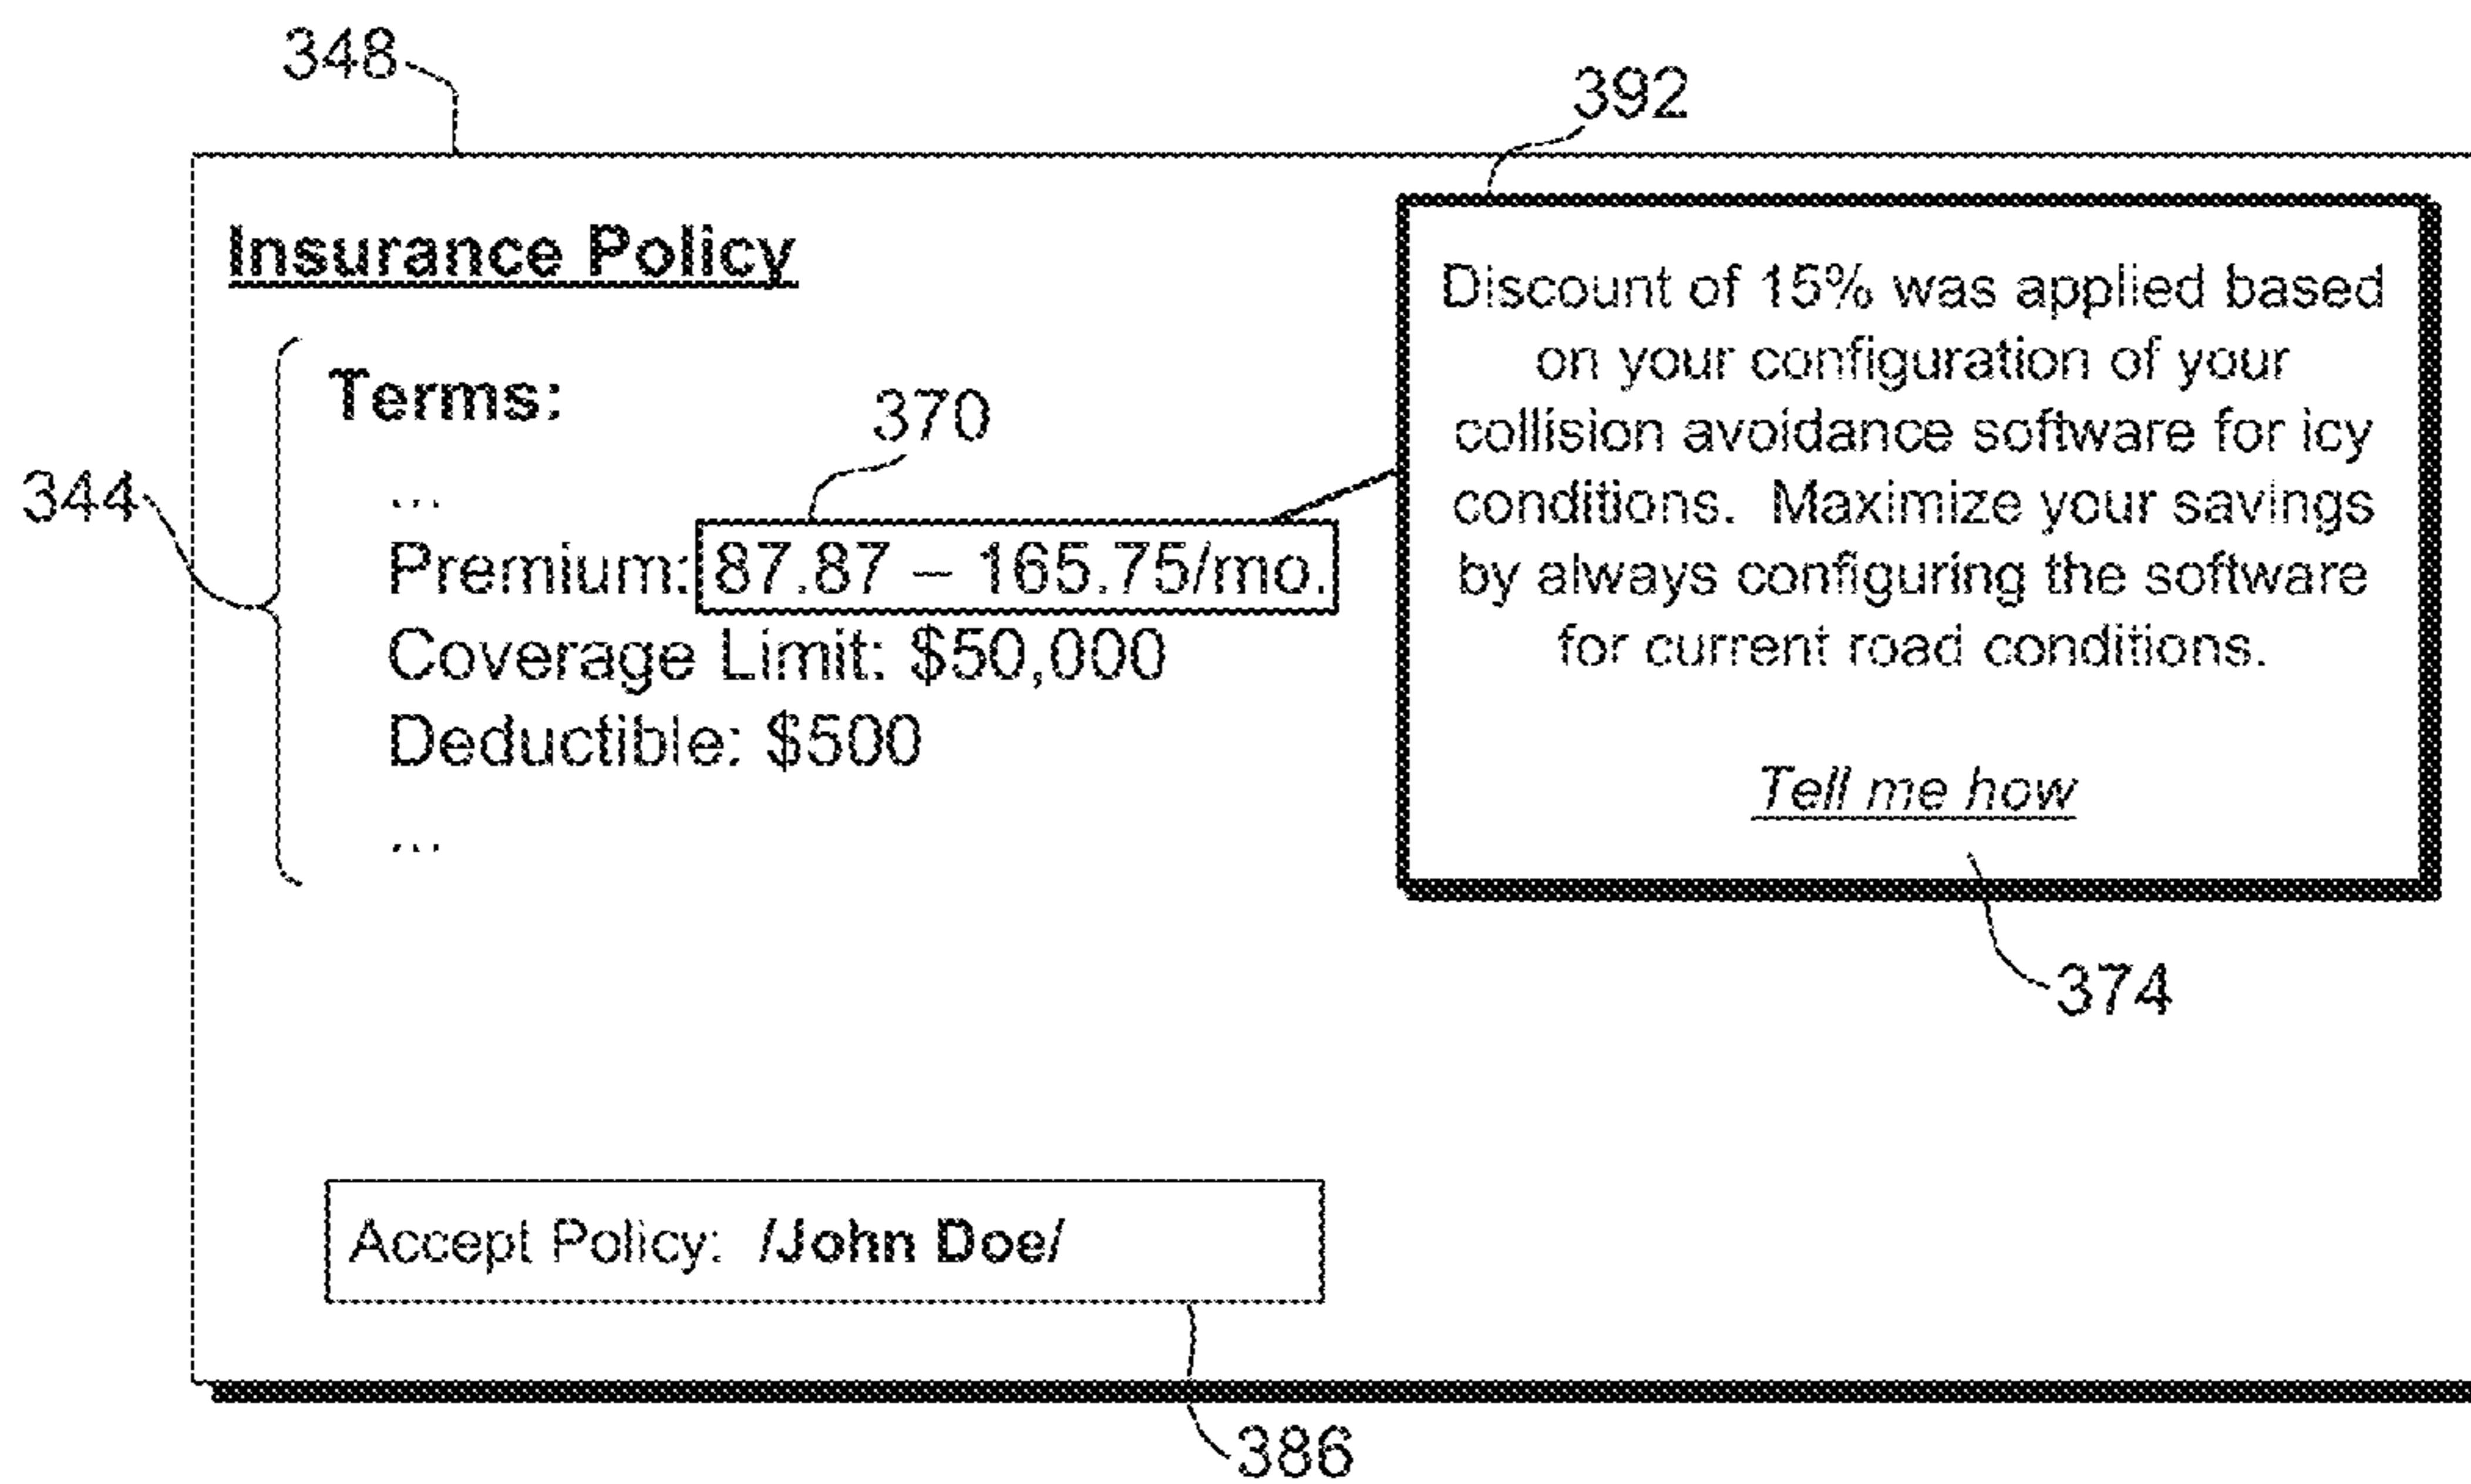 348
392
Insurance Policy
Terms:
370
344
...
Premium: 87.87 – 165.75/mo.
Coverage Limit: $50,000
Deductible: $500
...
Discount of 15% was applied based
on your configuration of your
collision avoidance software for icy
conditions. Maximize your savings
by always configuring the software
for current road conditions.
Tell me how
374
Accept Policy: /John Doe/
386